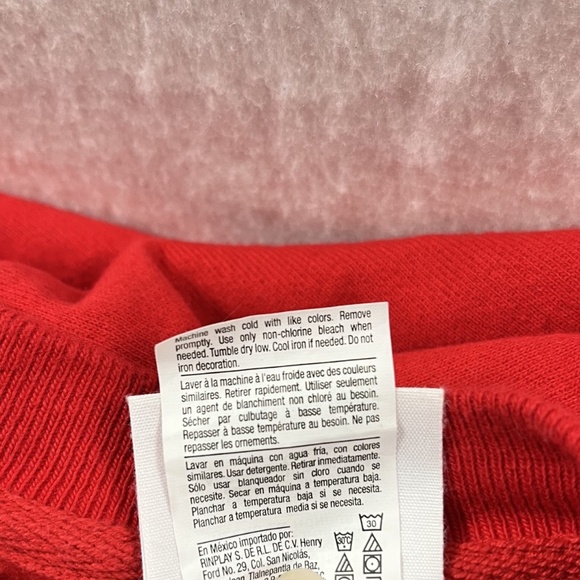 Machine wash cold with like colors. Remove
promptly. Use only non-chlorine bleach when
needed. Tumble dry low. Cool iron if needed. Do not
iron decoration.
Laver à la machine à l'eau froide avec des couleurs
similaires. Retirer rapidement. Utiliser seulement
un agent de blanchiment non chloré au besoin.
Sécher par culbutage à basse température.
Repasser à basse température au besoin. Ne pas
repasser les ornements.
Lavar en máquina con agua fría, con colores
similares. Usar detergente. Retirar inmediatamente.
Sólo usar blanqueador sin cloro cuando se
necesite. Secar en máquina a temperatura baja.
Planchar a temperatura baja si se necesita.
Planchar a temperatura media si se necesita.
En México importado por:
RINPLAY S. DE R.L. DE C.V. Henry
Ford No. 29, Col. San Nicolás,
Tlalnepantla de Baz,
30
30°C